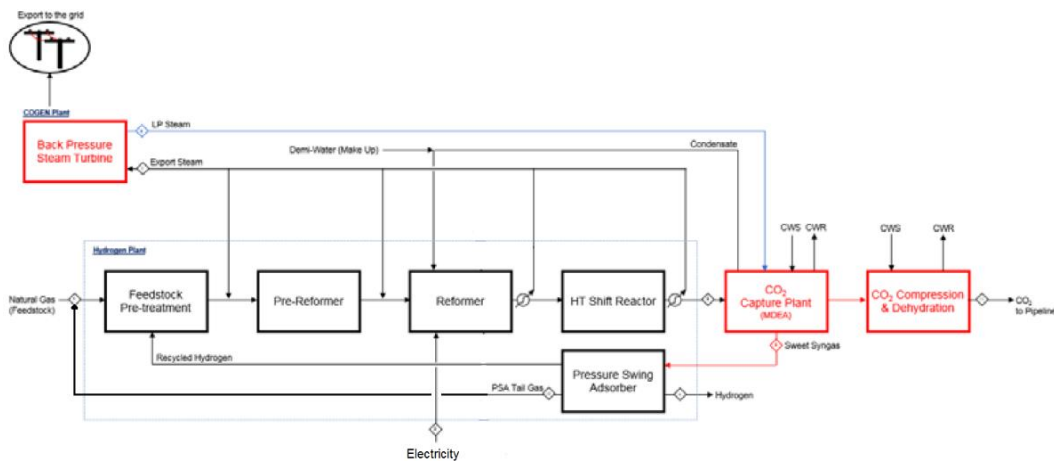 Export to the grid
COGEN Plant
Back Pressure
Steam Turbine
LP Steam
Demi-Water (Make Up)
Condensate
Export Steam
CWS
CWR
CWS
CWR
Hydrogen Plant
Natural Gas
(Feedstock)
Feedstock
Pre-treatment
Pre-Reformer
Reformer
HT Shift Reactor
CO2
Capture Plant
(MDEA)
CO2 Compression
& Dehydration
CO2
to Pipeline
Sweet Syngas
Recycled Hydrogen
Pressure Swing
Adsorber
PSA Tail Gas
Hydrogen
Electricity